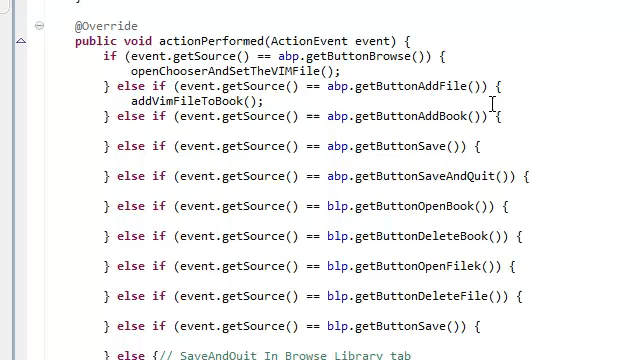 @Override
public void actionPerformed(ActionEvent event) {
if (event.getSource() == abp.getButtonBrowse()) {
openChooserAndSetTheVIMFile();
} else if (event.getSource() == abp.getButtonAddFile()) {
addVimFileToBook();
} else if (event.getSource() == abp.getButtonAddBook()) {
} else if (event.getSource() == abp.getButtonSave()) {
} else if (event.getSource() == abp.getButtonSaveAndQuit()) {
} else if (event.getSource() == blp.getButtonOpenBook()) {
} else if (event.getSource() == blp.getButtonDeleteBook()) {
} else if (event.getSource() == blp.getButtonOpenFilek()) {
} else if (event.getSource() == blp.getButtonDeleteFile()) {
} else if (event.getSource() == blp.getButtonSave()) {
} else {// SaveAndQuit In Browse Library tab